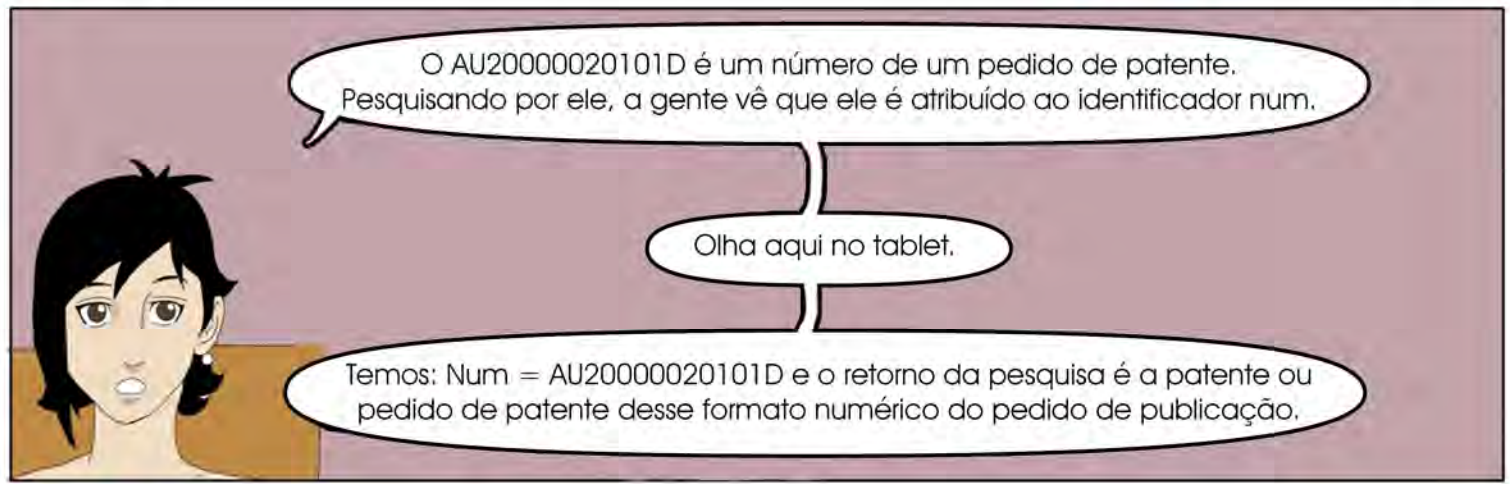 O AU20000020101D é um número de um pedido de patente.
Pesquisando por ele, a gente vê que ele é atribuído ao identificador num.
Olha aqui no tablet.
Temos: Num = AU20000020101D e o retorno da pesquisa é a patente ou
pedido de patente desse formato numérico do pedido de publicação.